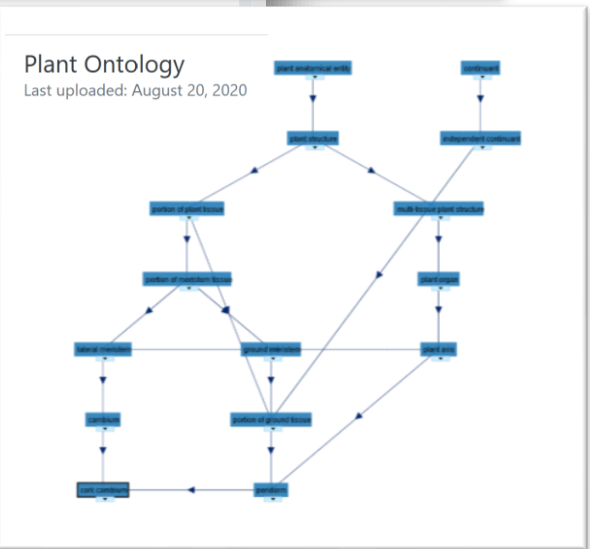 Plant Ontology
Last uploaded: August 20, 2020
plant anatomical entity
continuant
plant structure
independent continuant
portion of plant tissue
multi-tissue plant structure
portion of meristem tissue
plant organ
lateral meristem
ground meristem
plant axis
cambium
portion of ground tissue
cork cambium
periderm